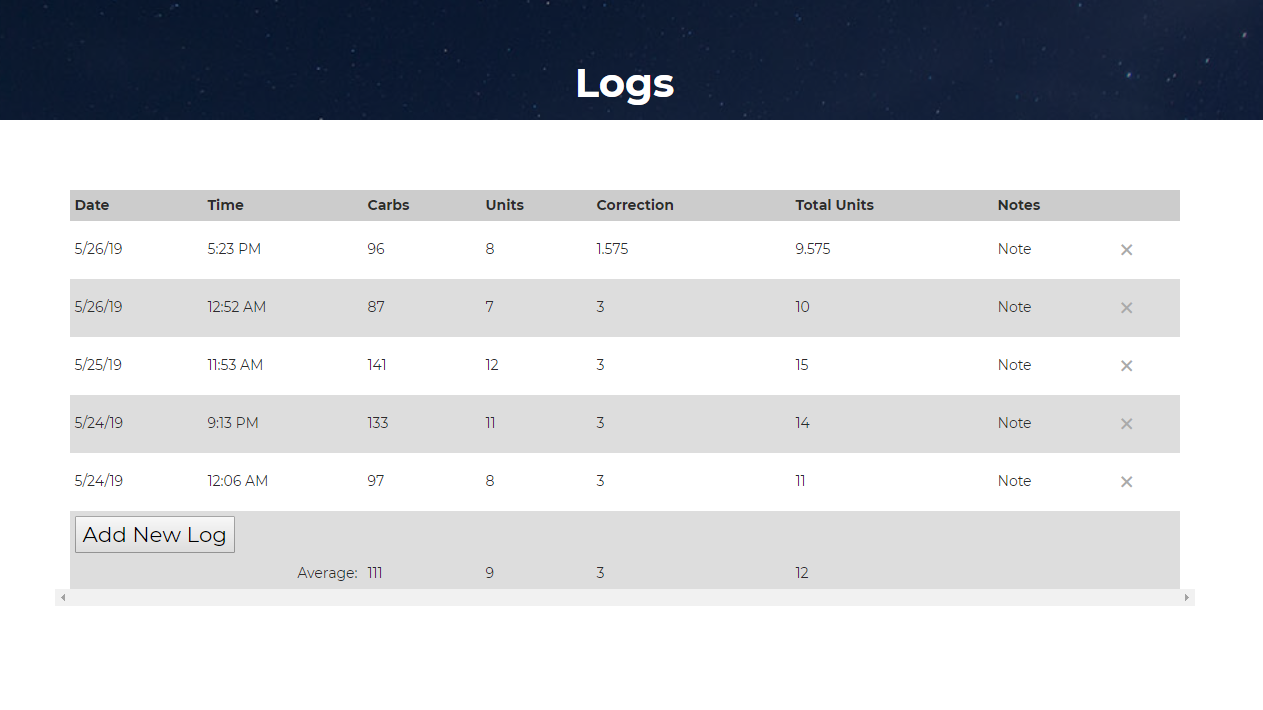 Logs
Date Time Carbs Units Correction Total Units Notes
5/26/19 5:23 PM 96 8 1.575 9.575 Note ×
5/26/19 12:52 AM 87 7 3 10 Note ×
5/25/19 11:53 AM 141 12 3 15 Note ×
5/24/19 9:13 PM 133 11 3 14 Note ×
5/24/19 12:06 AM 97 8 3 11 Note ×
Add New Log
Average: 111 9 3 12